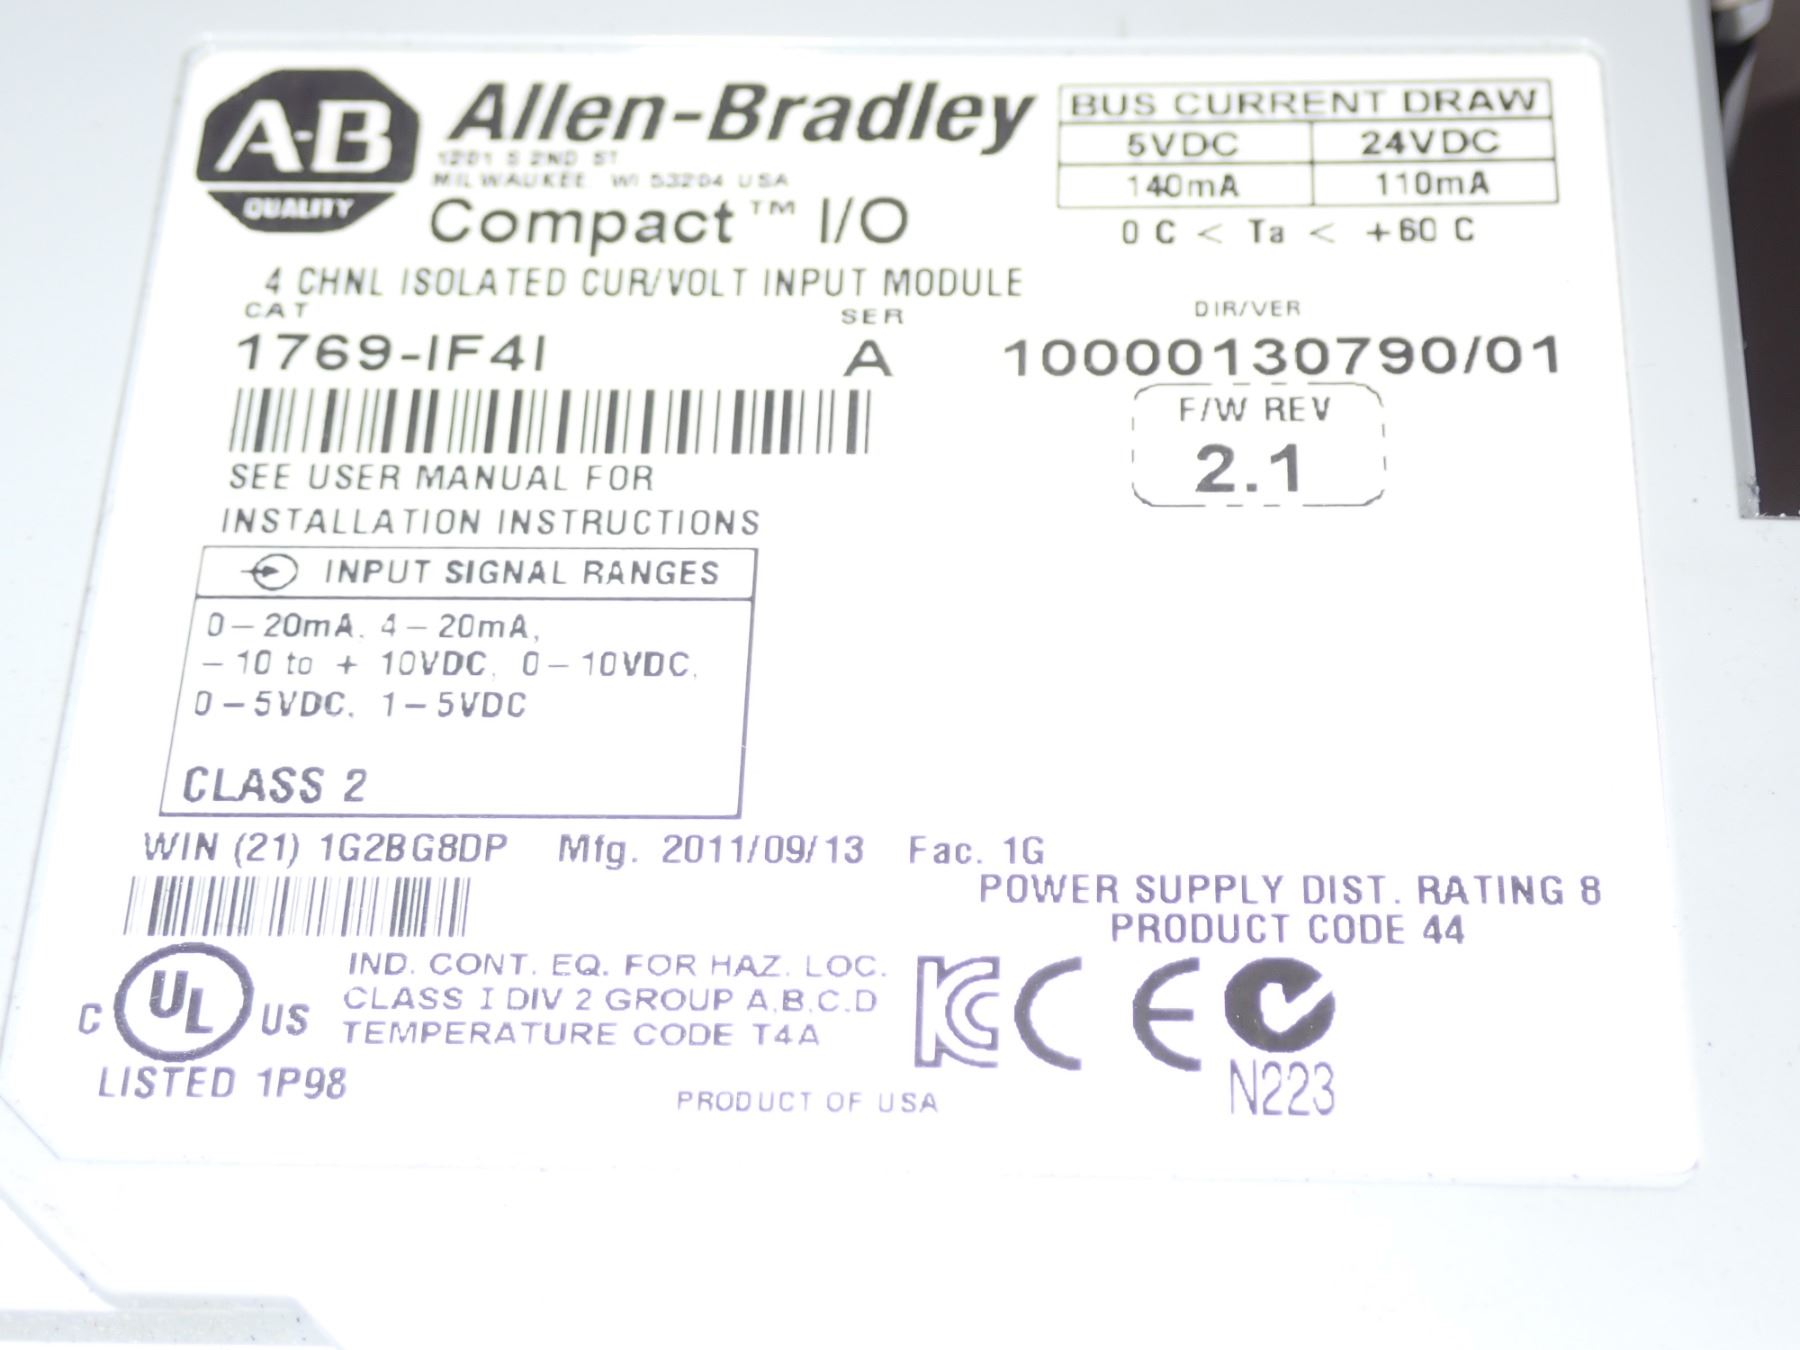 A-B
QUALITY
Allen-Bradley
1201 S 2ND ST
MILWAUKEE WI 53204 USA
Compact™ I/O
BUS CURRENT DRAW
5VDC 24VDC
140mA 110mA
0 C < Ta < +60 C
4 CHNL ISOLATED CUR/VOLT INPUT MODULE
CAT SER DIR/VER
1769-IF4I A 10000130790/01
F/W REV
2.1
SEE USER MANUAL FOR
INSTALLATION INSTRUCTIONS
INPUT SIGNAL RANGES
0-20mA, 4-20mA,
-10 to + 10VDC, 0-10VDC,
0-5VDC, 1-5VDC
CLASS 2
WIN (21) 1G2BG8DP Mfg. 2011/09/13 Fac. 1G
POWER SUPPLY DIST. RATING 8
PRODUCT CODE 44
C UL US
LISTED 1P98
IND. CONT. EQ. FOR HAZ. LOC.
CLASS I DIV 2 GROUP A,B,C,D
TEMPERATURE CODE T4A
KC CE
N223
PRODUCT OF USA